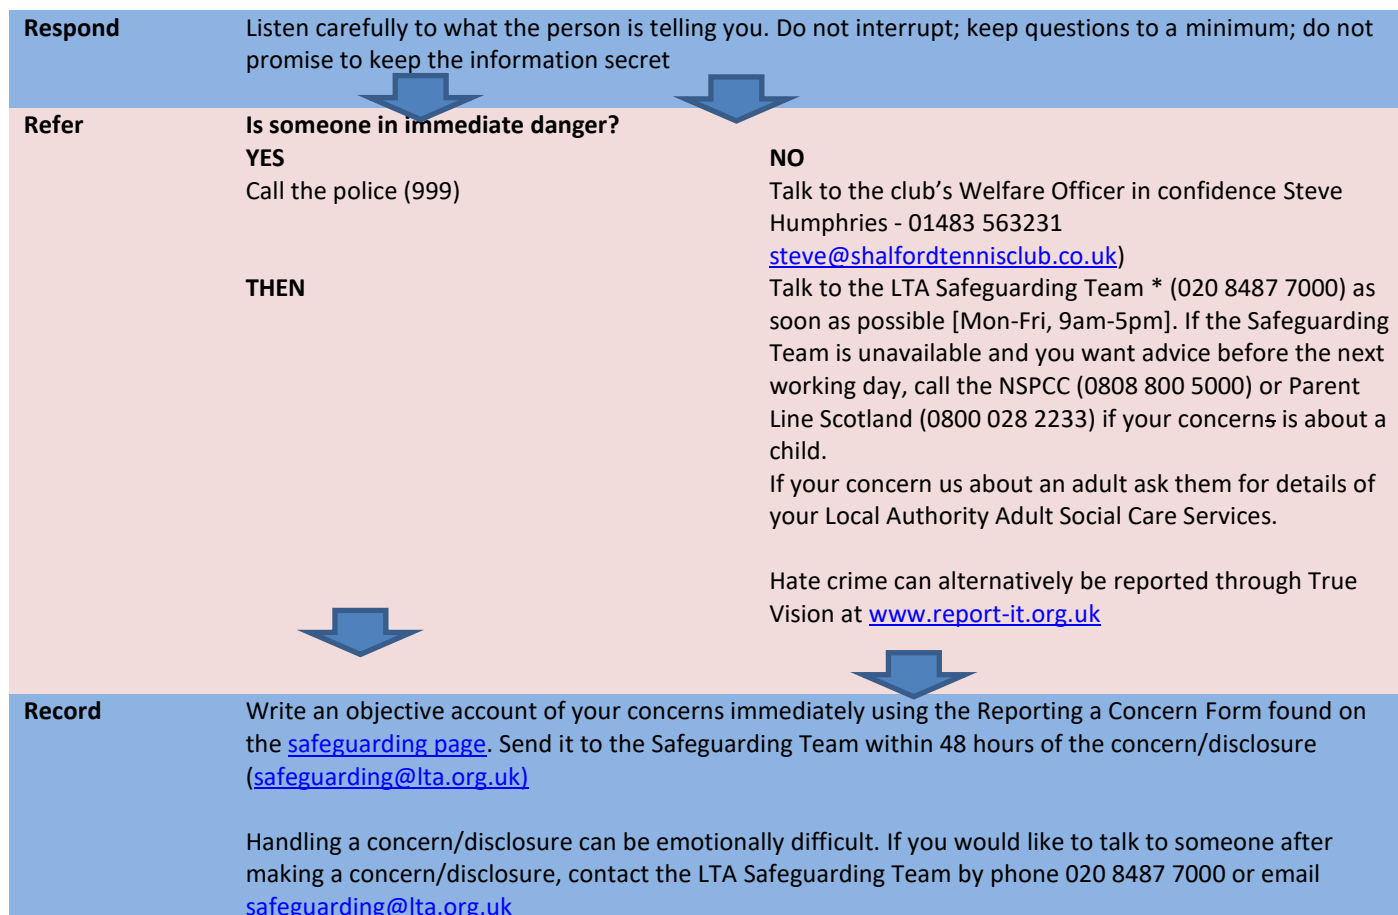 Respond
Listen carefully to what the person is telling you. Do not interrupt; keep questions to a minimum; do not
promise to keep the information secret
Refer
Is someone in immediate danger?
YES
Call the police (999)
THEN
NO
Talk to the club’s Welfare Officer in confidence Steve
Humphries - 01483 563231
steve@shalfordtennisclub.co.uk)
Talk to the LTA Safeguarding Team * (020 8487 7000) as
soon as possible [Mon-Fri, 9am-5pm]. If the Safeguarding
Team is unavailable and you want advice before the next
working day, call the NSPCC (0808 800 5000) or Parent
Line Scotland (0800 028 2233) if your concerns is about a
child.
If your concern us about an adult ask them for details of
your Local Authority Adult Social Care Services.
Hate crime can alternatively be reported through True
Vision at www.report-it.org.uk
Record
Write an objective account of your concerns immediately using the Reporting a Concern Form found on
the safeguarding page. Send it to the Safeguarding Team within 48 hours of the concern/disclosure
(safeguarding@lta.org.uk)
Handling a concern/disclosure can be emotionally difficult. If you would like to talk to someone after
making a concern/disclosure, contact the LTA Safeguarding Team by phone 020 8487 7000 or email
safeguarding@lta.org.uk